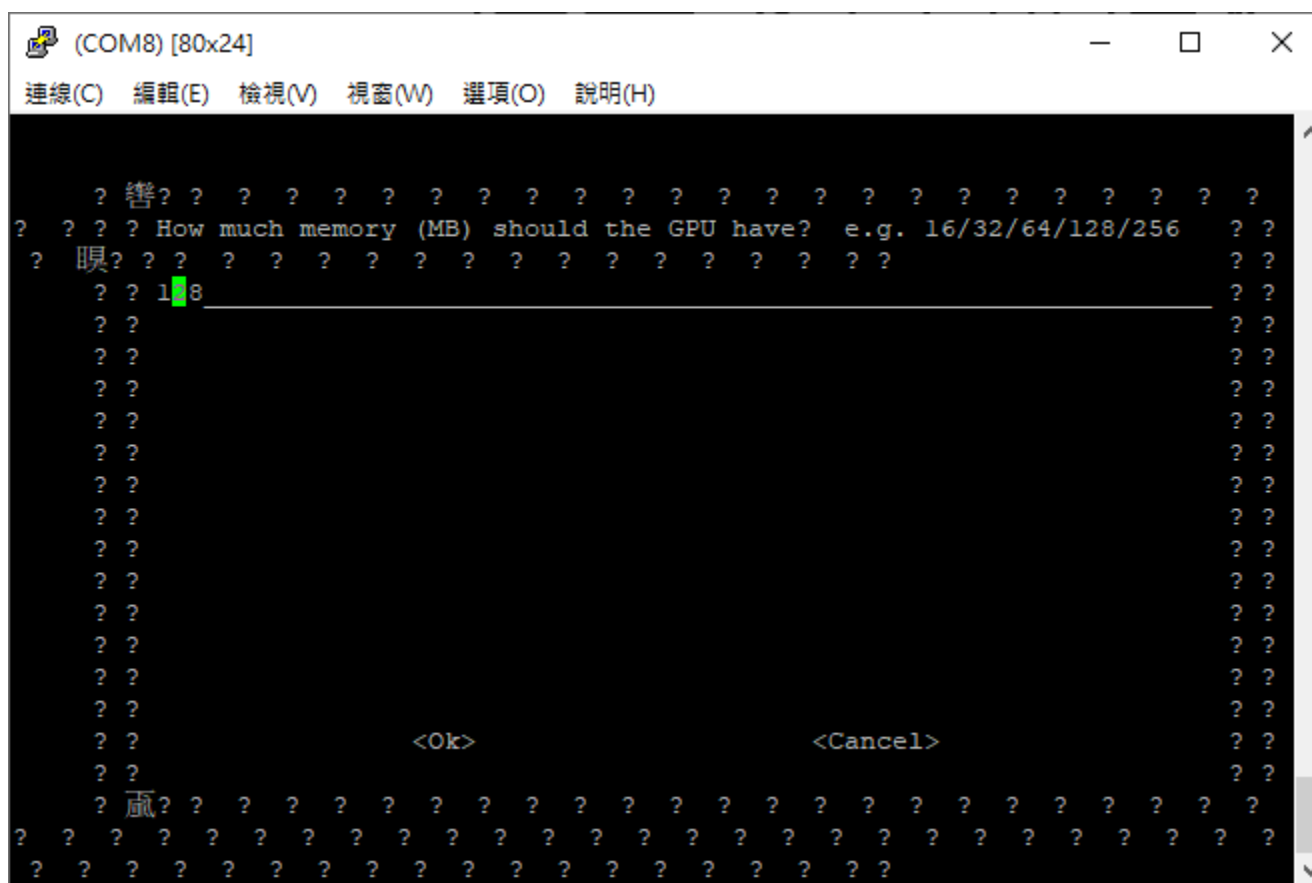 (COM8) [80x24]
連線(C) 編輯(E) 檢視(V) 視窗(W) 選項(O) 說明(H)
? 轡? ? ? ? ? ? ? ? ? ? ? ? ? ? ? ? ? ? ? ? ? ? ? ?
? ? ? ? How much memory (MB) should the GPU have? e.g. 16/32/64/128/256 ? ?
? ? ? ? ? ? ? ? ? ? ? ? ? ? ? ? ? ? ? ? ? ?
? ? 128 ? ?
? ? ? ?
? ? ? ?
? ? ? ?
? ? ? ?
? ? ? ?
? ? ? ?
? ? ? ?
? ? ? ?
? ? ? ?
? ? ? ?
? ? ? ?
? ? ? ?
? ? ? ?
? ? <Ok> <Cancel> ? ?
? ? ? ?
? ? ? ? ? ? ? ? ? ? ? ? ? ? ? ? ? ? ? ? ? ? ? ? ? ?
? ? ? ? ? ? ? ? ? ? ? ? ? ? ? ? ? ? ? ? ? ? ? ? ? ? ?
? ? ? ? ? ? ? ? ? ? ? ? ? ? ? ? ? ? ?